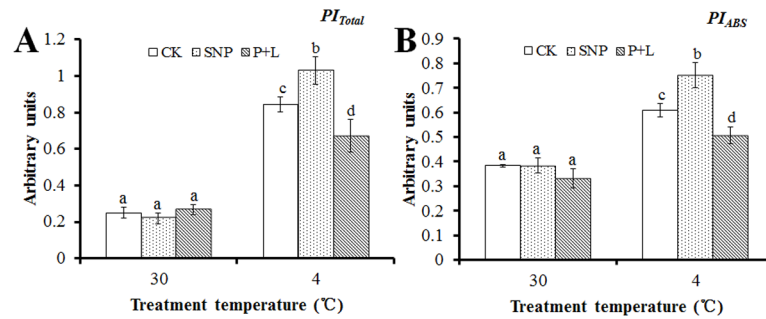 A
PI_Total
CK SNP P+L
Arbitrary units
1.2
1
0.8
0.6
0.4
0.2
0
a a a
c b d
30 4
Treatment temperature (℃)
B
PI_ABS
CK SNP P+L
Arbitrary units
0.9
0.8
0.7
0.6
0.5
0.4
0.3
0.2
0.1
0
a a a
c b d
30 4
Treatment temperature (℃)